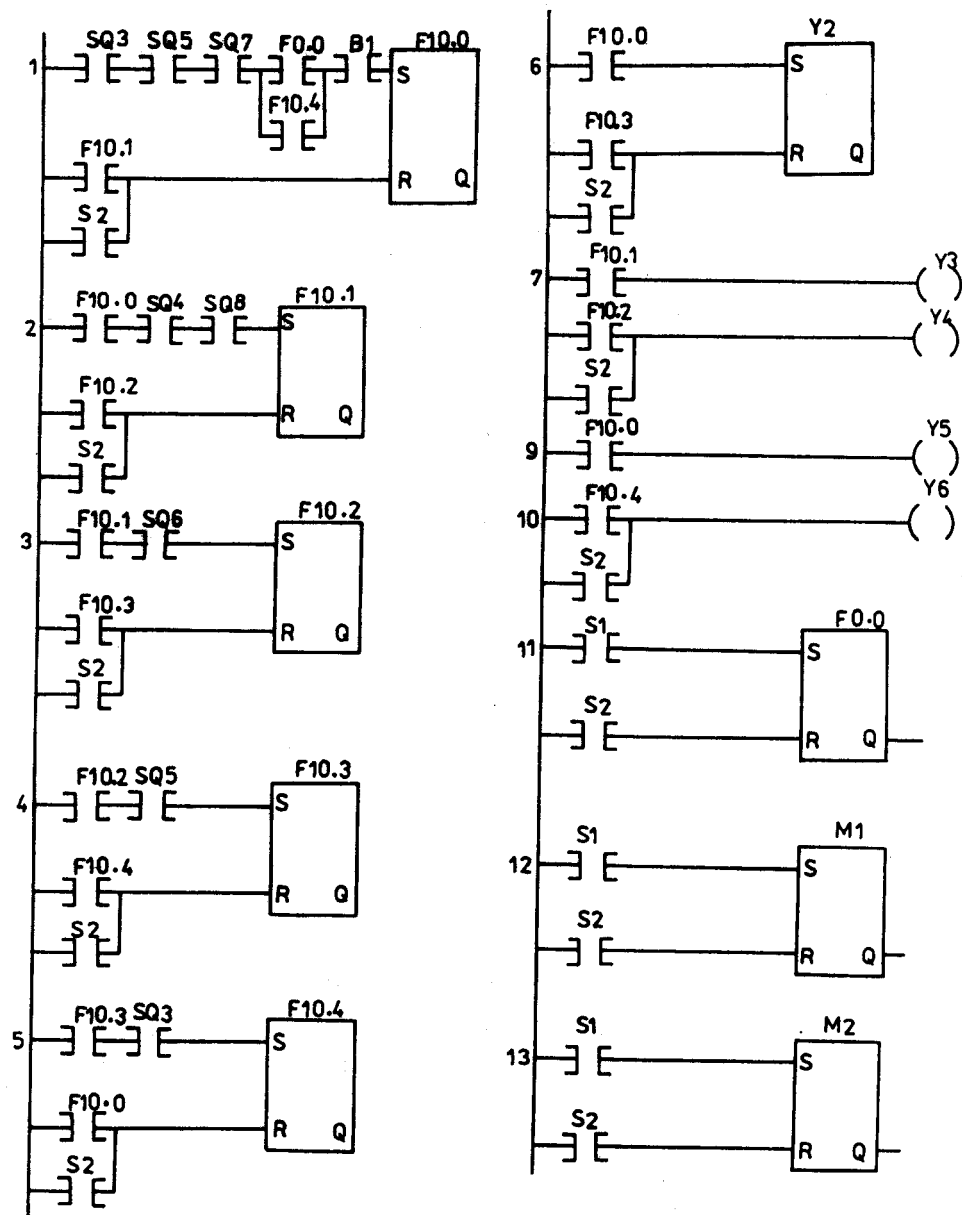 SQ3 SQ5 SQ7 F0.0 B1 F10.0
1 S
F10.4
F10.1
R Q
S2
F10.0 SQ4 SQ8 F10.1
2 S
F10.2
R Q
S2
F10.1 SQ6 F10.2
3 S
F10.3
R Q
S2
F10.2 SQ5 F10.3
4 S
F10.4
R Q
S2
F10.3 SQ3 F10.4
5 S
F10.0
R Q
S2
F10.0 Y2
6 S
F10.3
R Q
S2
F10.1 Y3
7
F10.2 Y4
S2
F10.0 Y5
9
F10.4 Y6
10
S2
S1 F0.0
11 S
S2
R Q
S1 M1
12 S
S2
R Q
S1 M2
13 S
S2
R Q